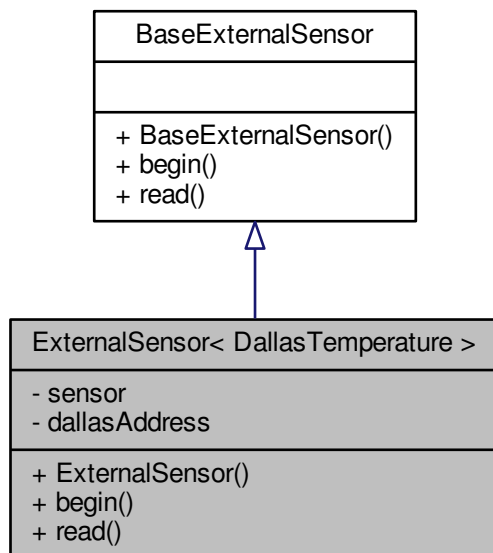 BaseExternalSensor
+ BaseExternalSensor()
+ begin()
+ read()
ExternalSensor< DallasTemperature >
- sensor
- dallasAddress
+ ExternalSensor()
+ begin()
+ read()